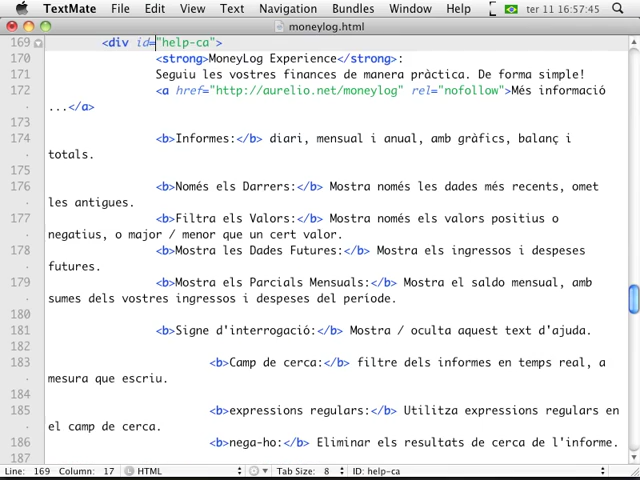 TextMate File Edit View Text Navigation Bundles Window Help ter 11 16:57:45
moneylog.html
169 <div id="help-ca">
170 <strong>MoneyLog Experience</strong>:
171 Seguiu les vostres finances de manera pràctica. De forma simple!
172 <a href="http://aurelio.net/moneylog" rel="nofollow">Més informació
...</a>
173
174 <b>Informes:</b> diari, mensual i anual, amb gràfics, balanç i
totals.
175
176 <b>Només els Darrers:</b> Mostra només les dades més recents, omet
les antigues.
177 <b>Filtra els Valors:</b> Mostra només els valors positius o
negatius, o major / menor que un cert valor.
178 <b>Mostra les Dades Futures:</b> Mostra els ingressos i despeses
futures.
179 <b>Mostra els Parcials Mensuals:</b> Mostra el saldo mensual, amb
sumes dels vostres ingressos i despeses del periode.
180
181 <b>Signe d'interrogació:</b> Mostra / oculta aquest text d'ajuda.
182
183 <b>Camp de cerca:</b> filtre dels informes en temps real, a
mesura que escriu.
184
185 <b>expressions regulars:</b> Utilitza expressions regulars en
el camp de cerca.
186 <b>nega-ho:</b> Eliminar els resultats de cerca de l'informe.
187
Line: 169 Column: 17 HTML Tab Size: 8 ID: help-ca